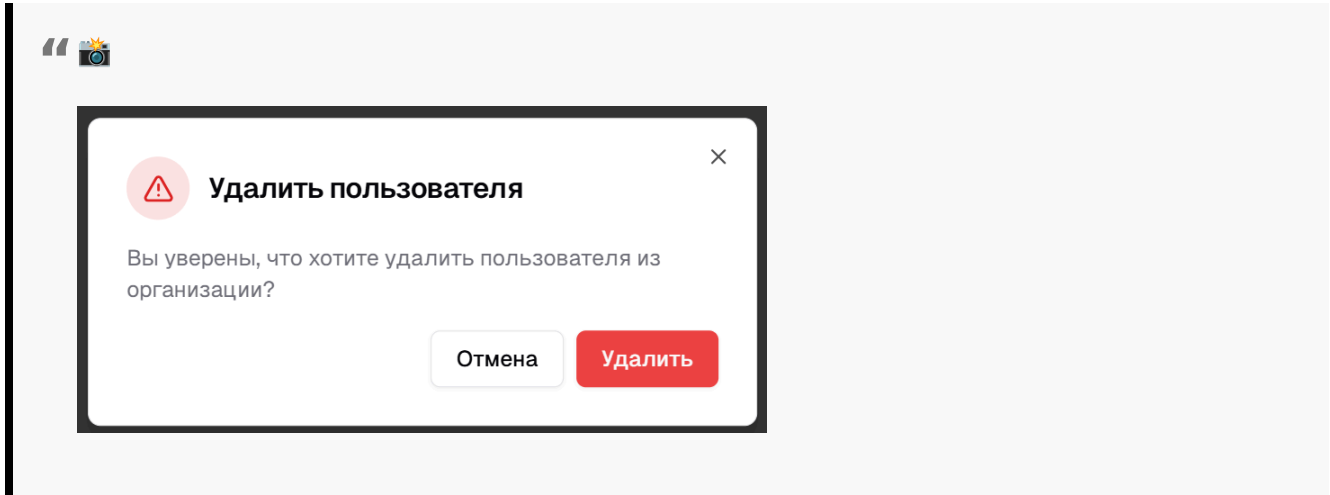 “ 📸
Удалить пользователя
Вы уверены, что хотите удалить пользователя из
организации?
Отмена Удалить